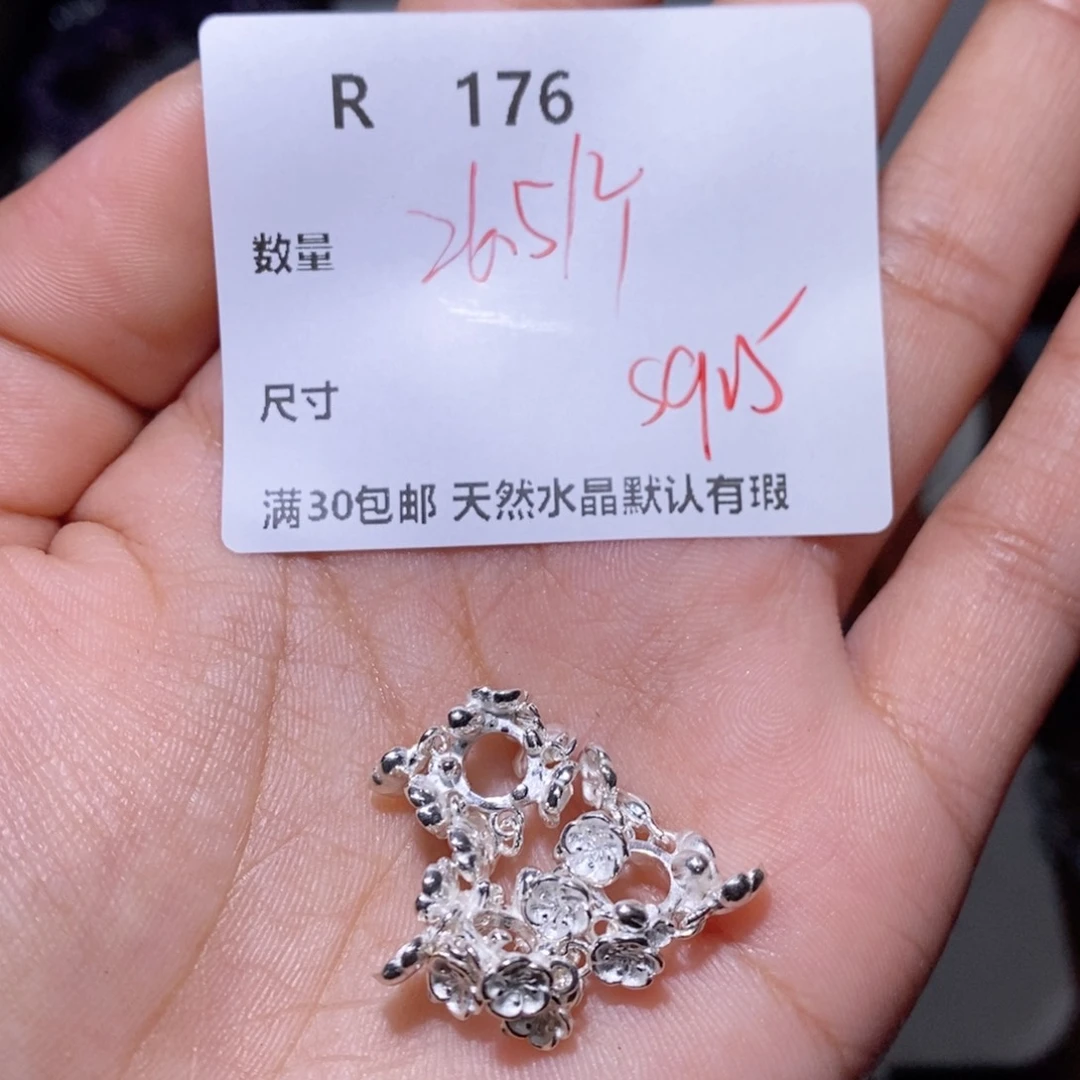 R 176
数量 26.5/个
尺寸 s925
满30包邮 天然水晶默认有瑕